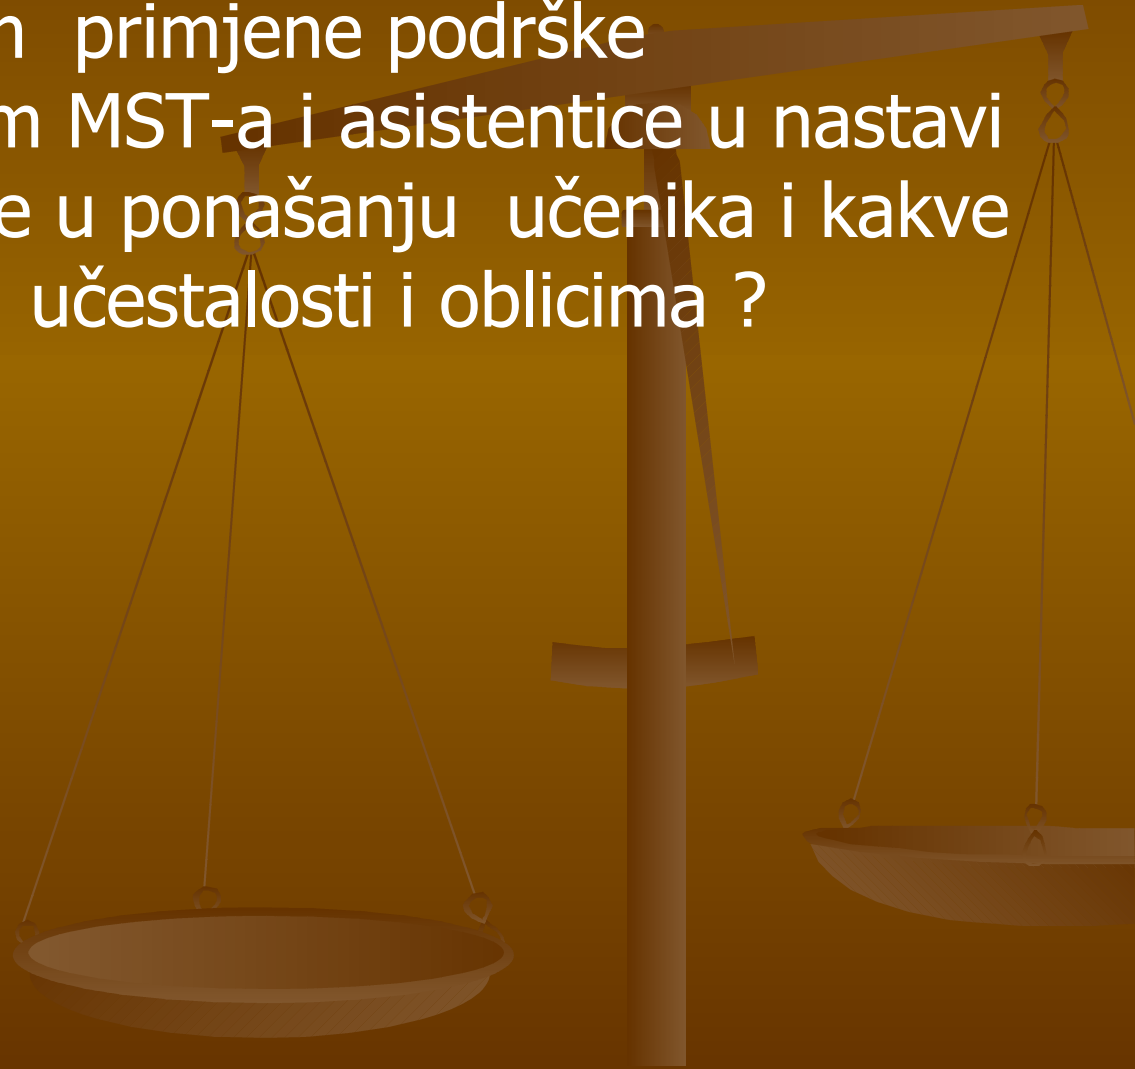 primjene podrške
MST-a i asistentice u nastavi
u ponašanju učenika i kakve
učestalosti i oblicima ?